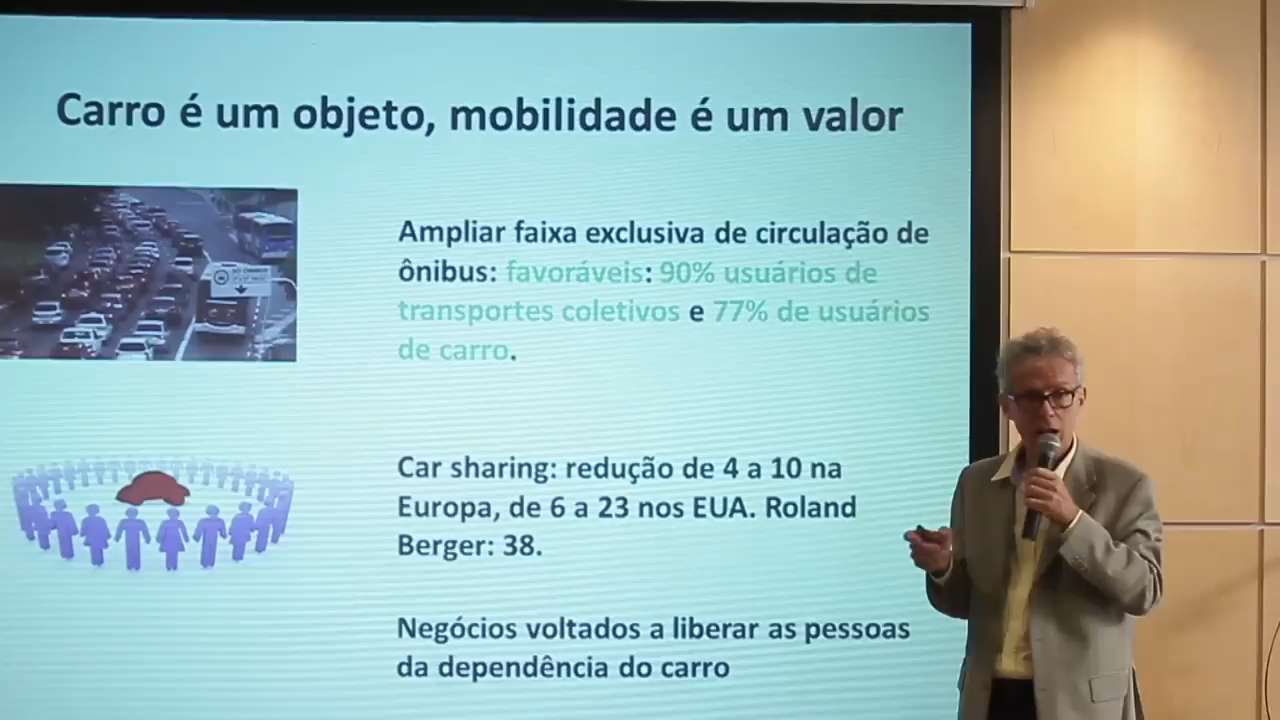 Carro é um objeto, mobilidade é um valor
Ampliar faixa exclusiva de circulação de
ônibus: favoráveis: 90% usuários de
transportes coletivos e 77% de usuários
de carro.
Car sharing: redução de 4 a 10 na
Europa, de 6 a 23 nos EUA. Roland
Berger: 38.
Negócios voltados a liberar as pessoas
da dependência do carro